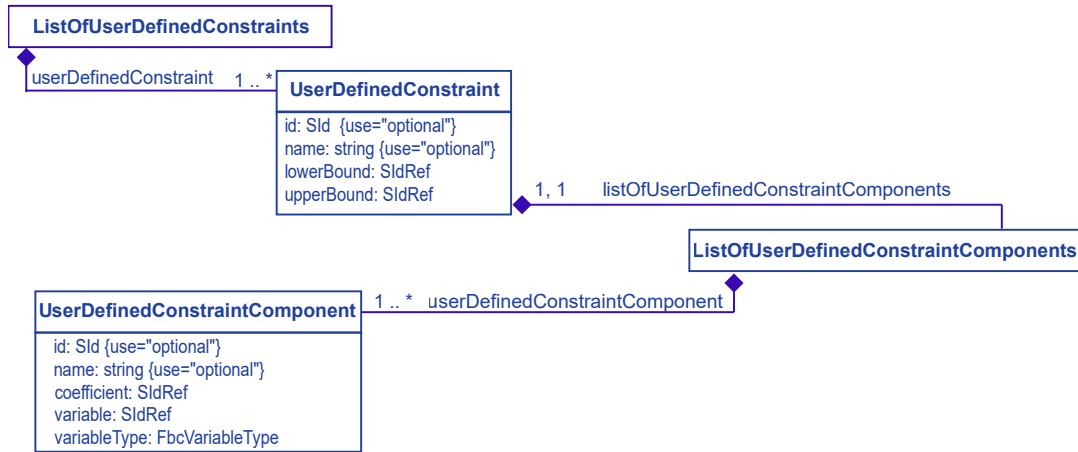 ListOfUserDefinedConstraints
userDefinedConstraint 1 .. *
UserDefinedConstraint
id: SId {use="optional"}
name: string {use="optional"}
lowerBound: SIdRef
upperBound: SIdRef
1, 1 listOfUserDefinedConstraintComponents
ListOfUserDefinedConstraintComponents
1 .. * userDefinedConstraintComponent
UserDefinedConstraintComponent
id: SId {use="optional"}
name: string {use="optional"}
coefficient: SIdRef
variable: SIdRef
variableType: FbcVariableType